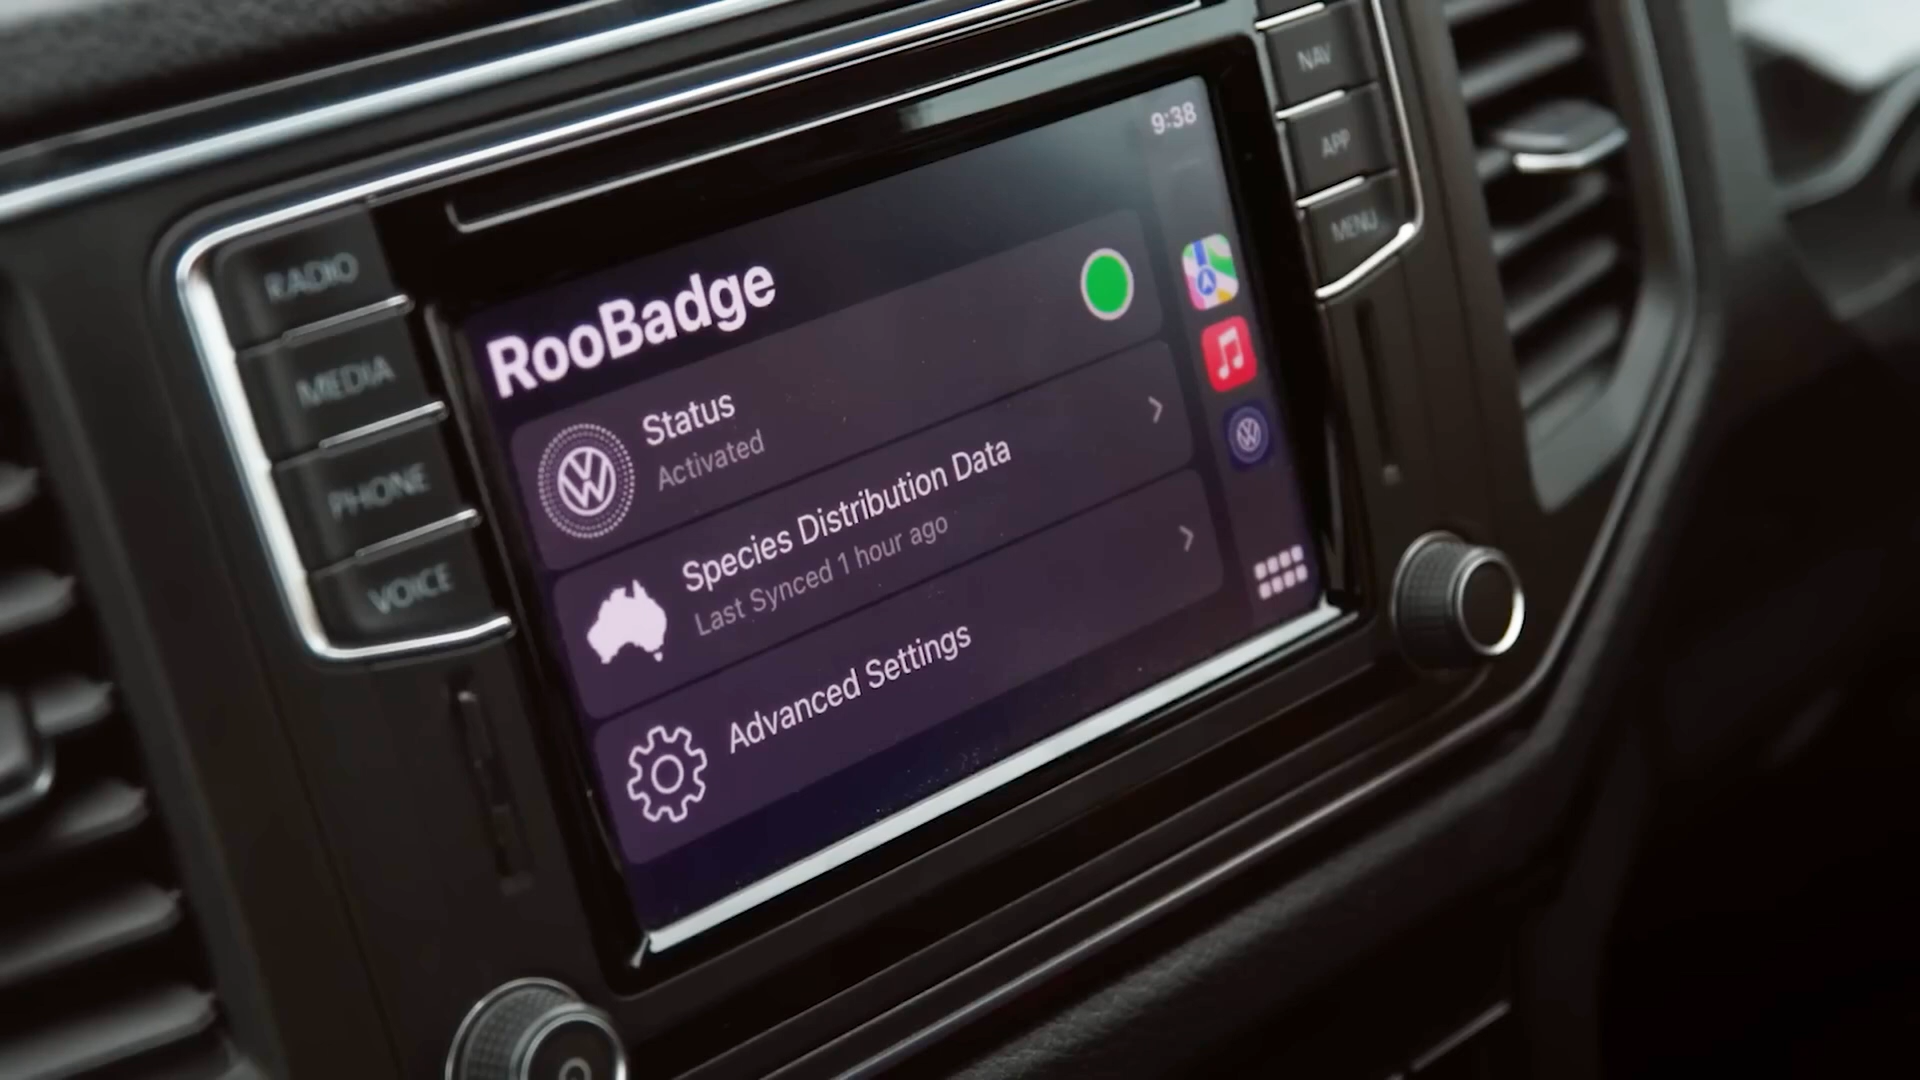 RADIO
MEDIA
PHONE
VOICE
9:38
RooBadge
Status
Activated
Species Distribution Data
Last Synced 1 hour ago
Advanced Settings
NAV
APP
MENU